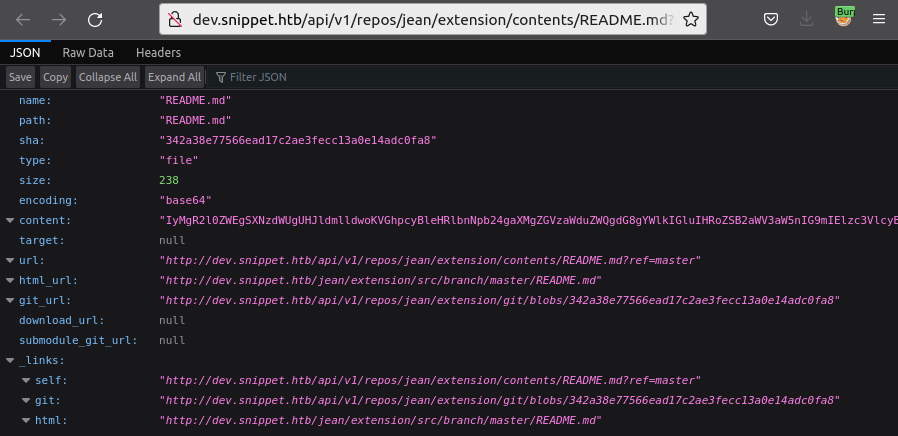 dev.snippet.htb/api/v1/repos/jean/extension/contents/README.md?
Burr
JSON Raw Data Headers
Save Copy Collapse All Expand All Filter JSON
name: "README.md"
path: "README.md"
sha: "342a38e77566ead17c2ae3fecc13a0e14adc0fa8"
type: "file"
size: 238
encoding: "base64"
content: "IyMgR2l0ZWEgSXNzdWUgUHJldmlldwoKVGhpcyBleHRlbnNpb24gaXMgZGVzaWduZWQgdG8gYWlkIGluIHRoZSB2aWV3aW5nIG9mIElzc3Vlcy
target: null
url: "http://dev.snippet.htb/api/v1/repos/jean/extension/contents/README.md?ref=master"
html_url: "http://dev.snippet.htb/jean/extension/src/branch/master/README.md"
git_url: "http://dev.snippet.htb/api/v1/repos/jean/extension/git/blobs/342a38e77566ead17c2ae3fecc13a0e14adc0fa8"
download_url: null
submodule_git_url: null
_links:
self: "http://dev.snippet.htb/api/v1/repos/jean/extension/contents/README.md?ref=master"
git: "http://dev.snippet.htb/api/v1/repos/jean/extension/git/blobs/342a38e77566ead17c2ae3fecc13a0e14adc0fa8"
html: "http://dev.snippet.htb/jean/extension/src/branch/master/README.md"